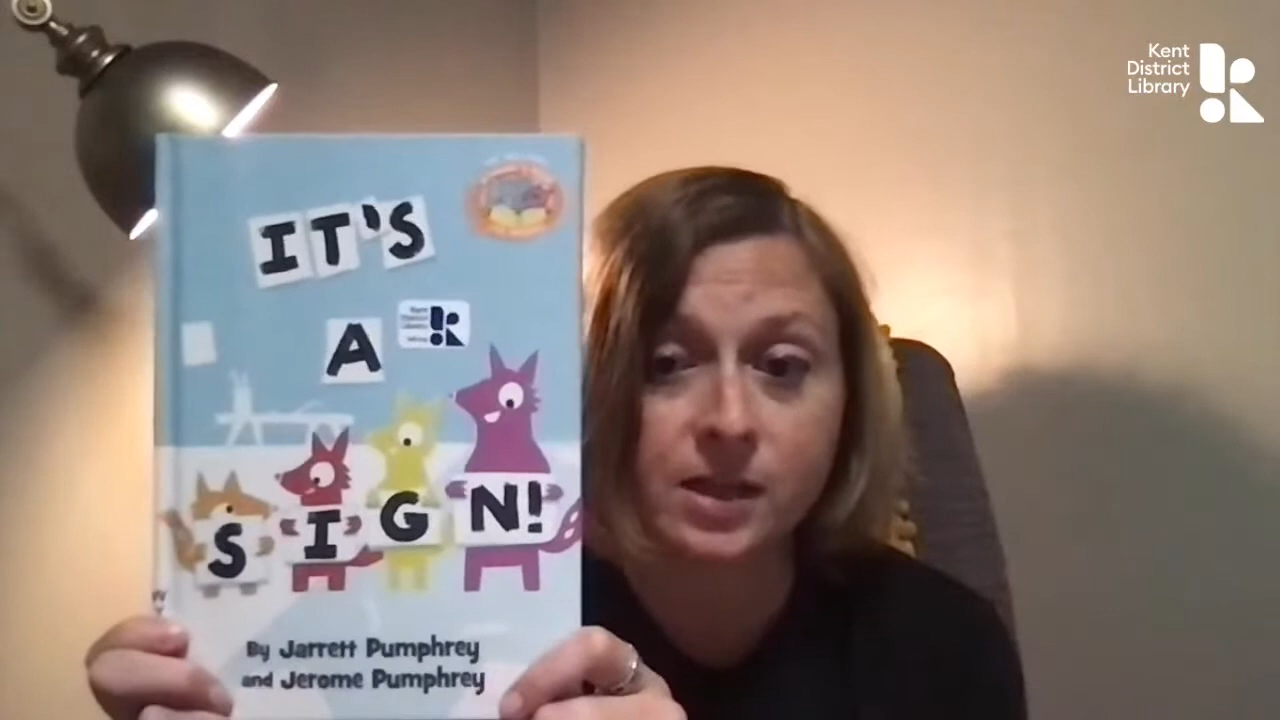 Kent
District
Library
IT'S
A
SIGN!
By Jarrett Pumphrey
and Jerome Pumphrey